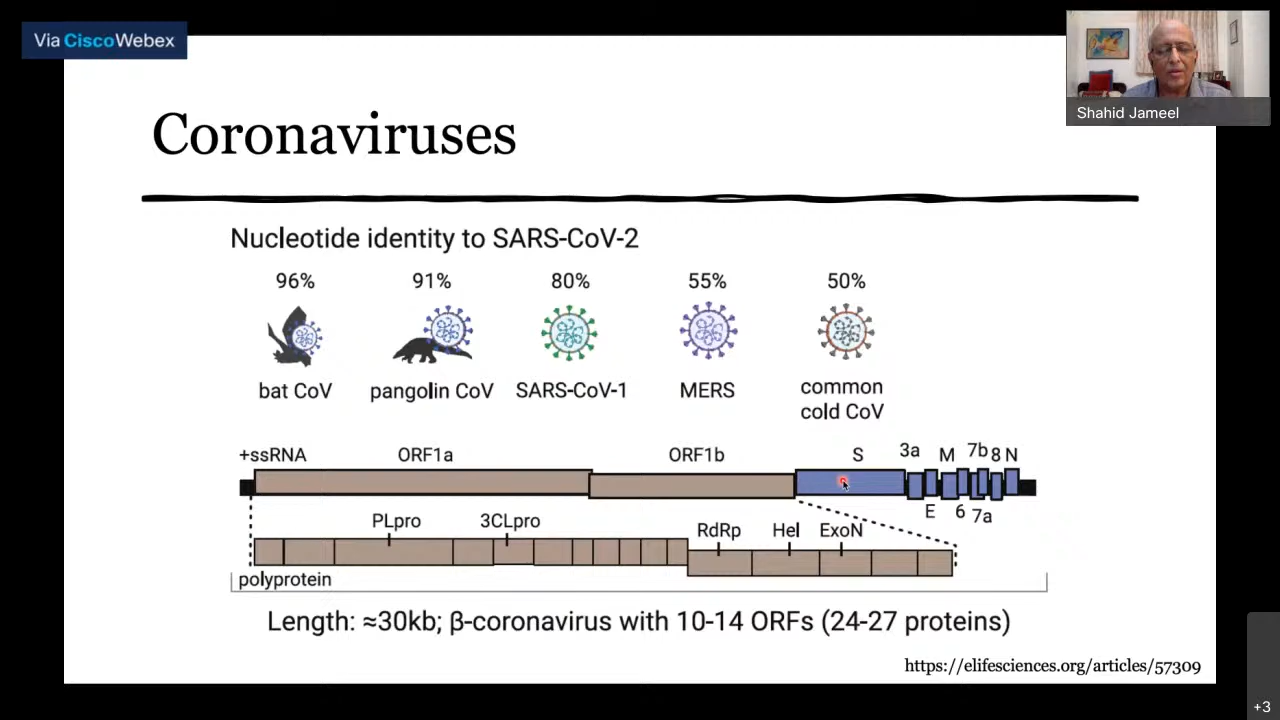 Via CiscoWebex
Shahid Jameel
Coronaviruses
Nucleotide identity to SARS-CoV-2
96% 91% 80% 55% 50%
bat CoV pangolin CoV SARS-CoV-1 MERS common
cold CoV
+ssRNA ORF1a ORF1b S 3a M 7b 8 N
E 6 7a
PLpro 3CLpro RdRp Hel ExoN
polyprotein
Length: ≈30kb; β-coronavirus with 10-14 ORFs (24-27 proteins)
https://elifesciences.org/articles/57309
+3